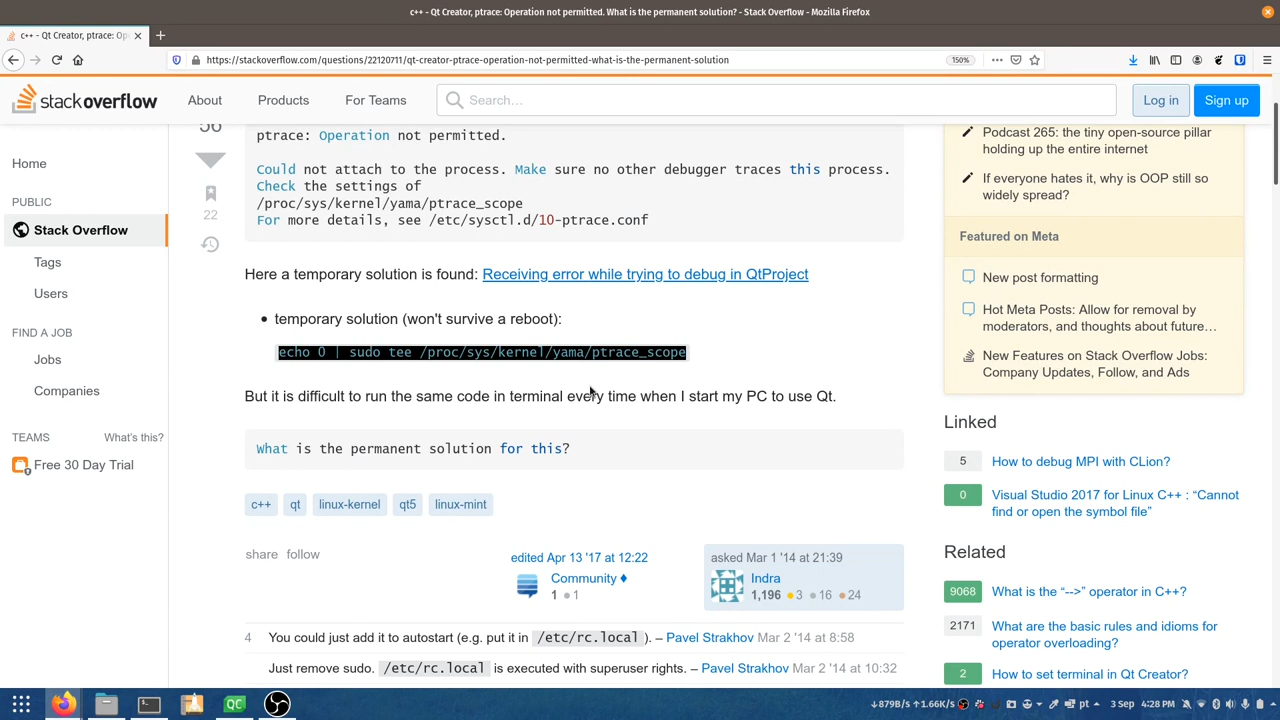 c++ - Qt Creator, ptrace: Operation not permitted. What is the permanent solution? - Stack Overflow - Mozilla Firefox
c++ - Qt Creator, ptrace: Op
https://stackoverflow.com/questions/22120711/qt-creator-ptrace-operation-not-permitted-what-is-the-permanent-solution
150%
stackoverflow
About
Products
For Teams
Search...
Log in
Sign up
56
22
Home
PUBLIC
Stack Overflow
Tags
Users
FIND A JOB
Jobs
Companies
TEAMS
What's this?
Free 30 Day Trial
ptrace: Operation not permitted.
Could not attach to the process. Make sure no other debugger traces this process.
Check the settings of
/proc/sys/kernel/yama/ptrace_scope
For more details, see /etc/sysctl.d/10-ptrace.conf
Here a temporary solution is found: Receiving error while trying to debug in QtProject
• temporary solution (won't survive a reboot):
echo 0 | sudo tee /proc/sys/kernel/yama/ptrace_scope
But it is difficult to run the same code in terminal every time when I start my PC to use Qt.
What is the permanent solution for this?
c++ qt linux-kernel qt5 linux-mint
share follow
edited Apr 13 '17 at 12:22
Community ♦
1 ●1
asked Mar 1 '14 at 21:39
Indra
1,196 ●3 ●16 ●24
4 You could just add it to autostart (e.g. put it in /etc/rc.local ). – Pavel Strakhov Mar 2 '14 at 8:58
Just remove sudo. /etc/rc.local is executed with superuser rights. – Pavel Strakhov Mar 2 '14 at 10:32
Podcast 265: the tiny open-source pillar
holding up the entire internet
If everyone hates it, why is OOP still so
widely spread?
Featured on Meta
New post formatting
Hot Meta Posts: Allow for removal by
moderators, and thoughts about future…
New Features on Stack Overflow Jobs:
Company Updates, Follow, and Ads
Linked
5 How to debug MPI with CLion?
0 Visual Studio 2017 for Linux C++ : “Cannot
find or open the symbol file”
Related
9068 What is the “-->” operator in C++?
2171 What are the basic rules and idioms for
operator overloading?
2 How to set terminal in Qt Creator?
QC
↓879B/s ↑1.66K/s
pt
3 Sep
4:28 PM